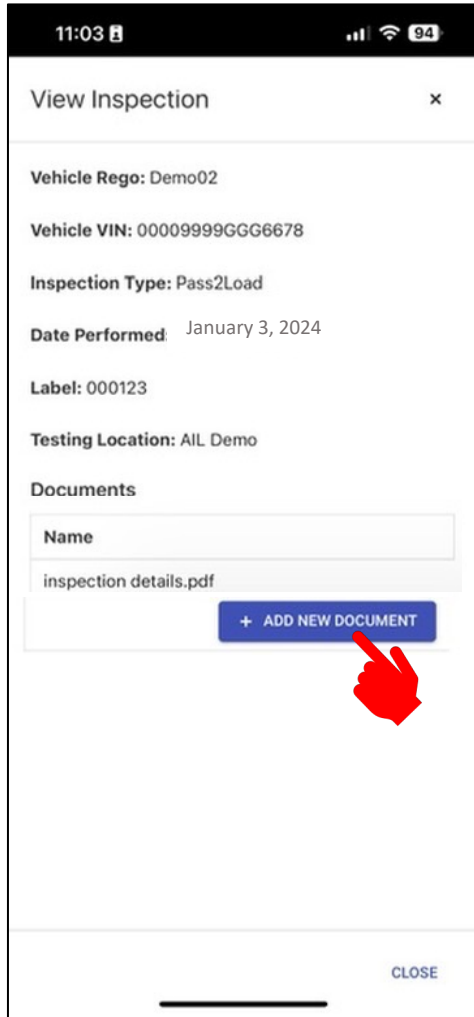 11:03
94
View Inspection ×
Vehicle Rego: Demo02
Vehicle VIN: 00009999GGG6678
Inspection Type: Pass2Load
Date Performed: January 3, 2024
Label: 000123
Testing Location: AIL Demo
Documents
Name
inspection details.pdf
+ ADD NEW DOCUMENT
CLOSE